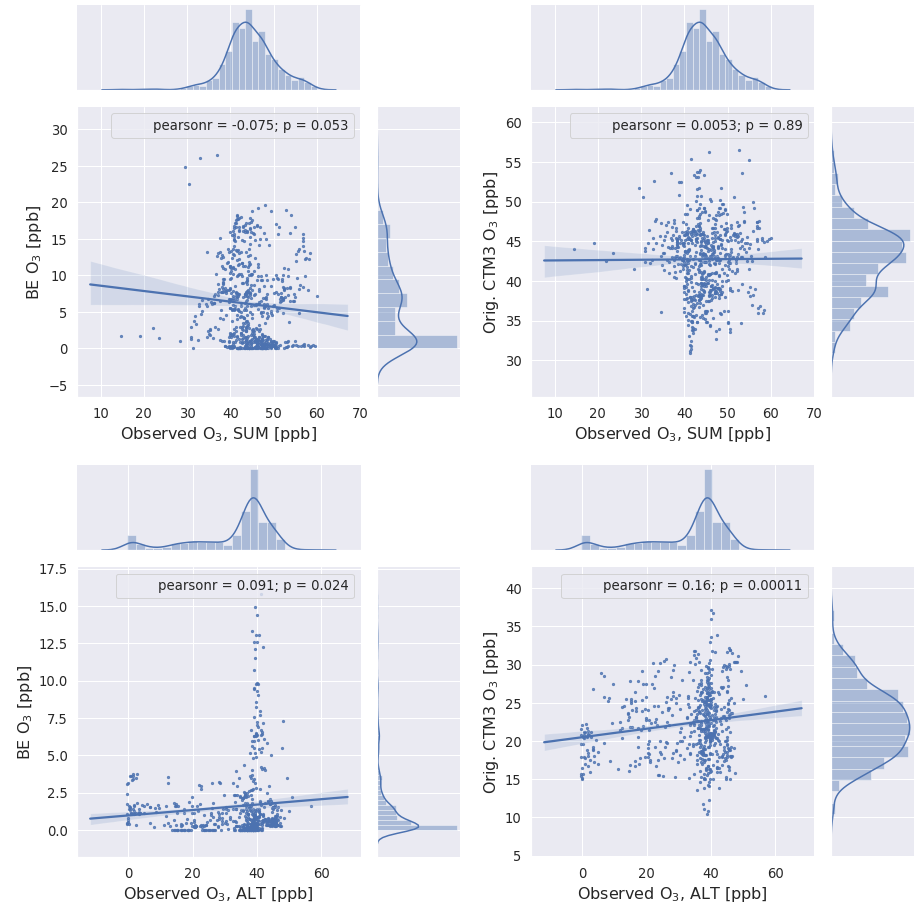 pearsonr = -0.075; p = 0.053
30
25
20
15
10
5
0
−5
BE O₃ [ppb]
10 20 30 40 50 60 70
Observed O₃, SUM [ppb]
pearsonr = 0.0053; p = 0.89
60
55
50
45
40
35
30
Orig. CTM3 O₃ [ppb]
10 20 30 40 50 60 70
Observed O₃, SUM [ppb]
pearsonr = 0.091; p = 0.024
17.5
15.0
12.5
10.0
7.5
5.0
2.5
0.0
BE O₃ [ppb]
0 20 40 60
Observed O₃, ALT [ppb]
pearsonr = 0.16; p = 0.00011
40
35
30
25
20
15
10
5
Orig. CTM3 O₃ [ppb]
0 20 40 60
Observed O₃, ALT [ppb]